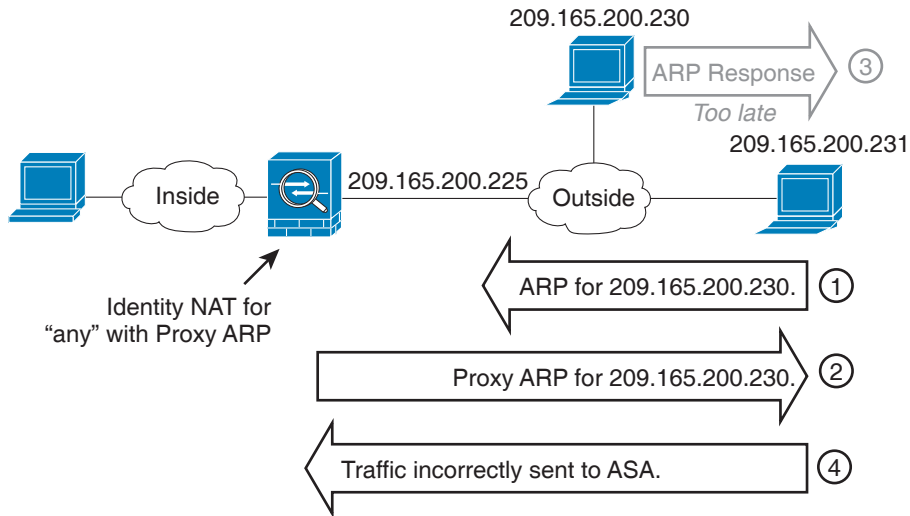 209.165.200.230
ARP Response
3
Too late
209.165.200.231
Inside
209.165.200.225
Outside
Identity NAT for
“any” with Proxy ARP
ARP for 209.165.200.230.
1
Proxy ARP for 209.165.200.230.
2
Traffic incorrectly sent to ASA.
4